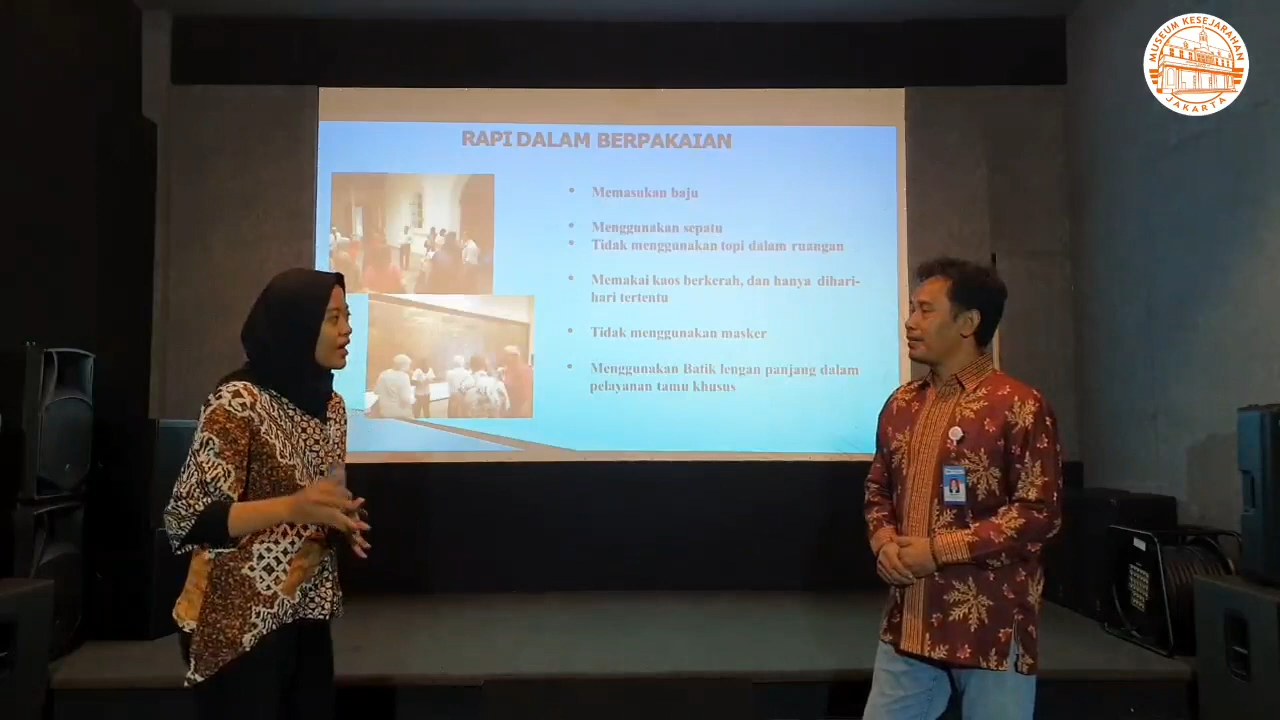 MUSEUM KESEJARAHAN
JAKARTA
RAPI DALAM BERPAKAIAN
• Memasukan baju
• Menggunakan sepatu
• Tidak menggunakan topi dalam ruangan
• Memakai kaos berkerah, dan hanya dihari-
hari tertentu
• Tidak menggunakan masker
• Menggunakan Batik lengan panjang dalam
pelayanan tamu khusus